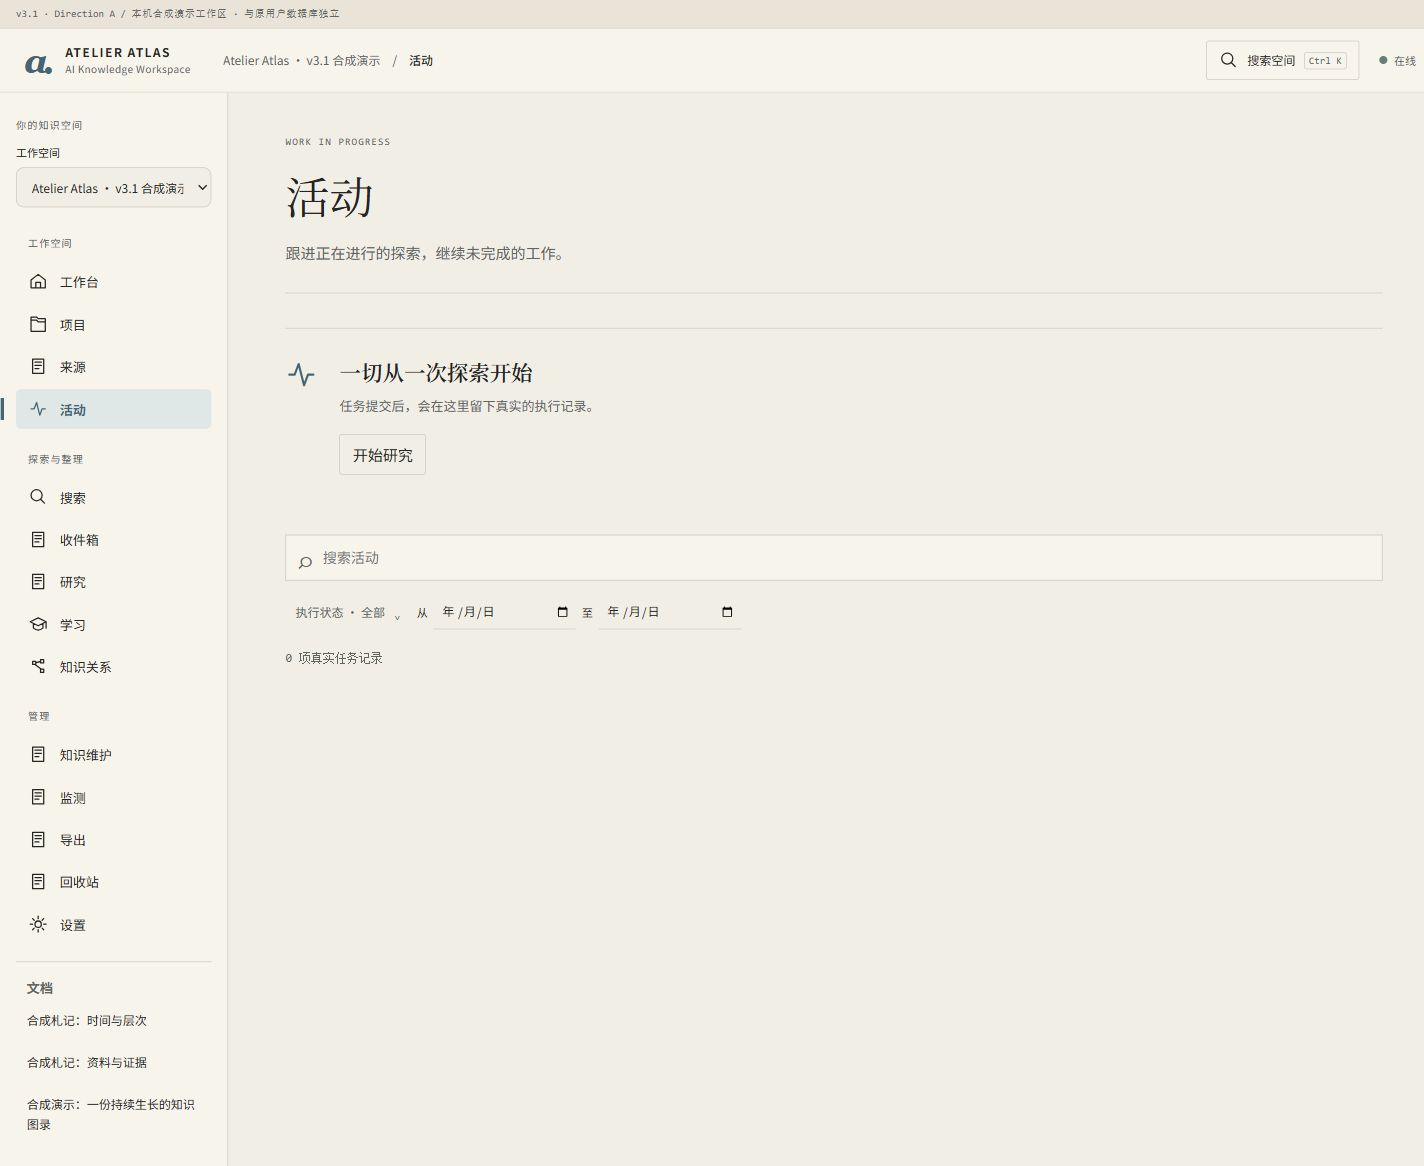 v3.1 · Direction A / 本机合成演示工作区 · 与原用户数据库独立
a.
ATELIER ATLAS
AI Knowledge Workspace
Atelier Atlas · v3.1 合成演示 / 活动
搜索空间 Ctrl K
在线
你的知识空间
工作空间
Atelier Atlas · v3.1 合成演示
工作空间
工作台
项目
来源
活动
探索与整理
搜索
收件箱
研究
学习
知识关系
管理
知识维护
监测
导出
回收站
设置
文档
合成札记：时间与层次
合成札记：资料与证据
合成演示：一份持续生长的知识
图录
WORK IN PROGRESS
活动
跟进正在进行的探索，继续未完成的工作。
一切从一次探索开始
任务提交后，会在这里留下真实的执行记录。
开始研究
搜索活动
执行状态 · 全部 从 年 /月/日 至 年 /月/日
0 项真实任务记录